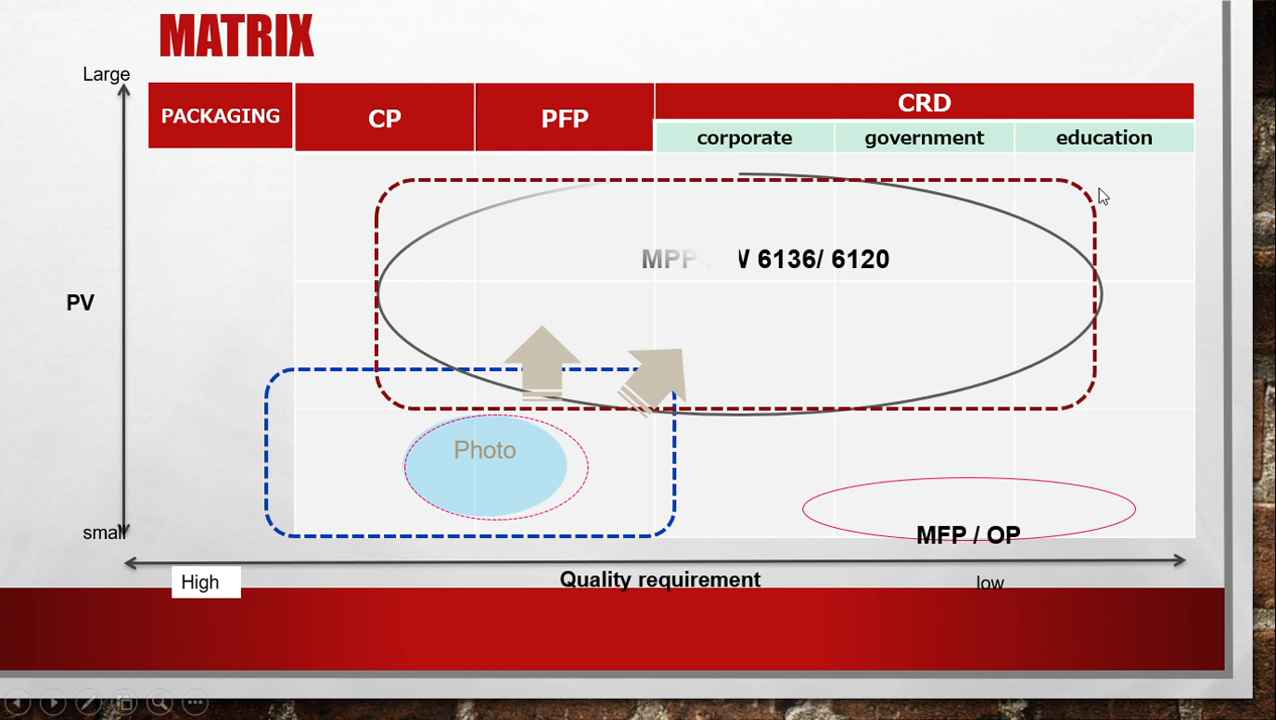 MATRIX
Large
PACKAGING
CP
PFP
CRD
corporate
government
education
MPP
6136/ 6120
PV
Photo
MFP / OP
small
High
Quality requirement
low